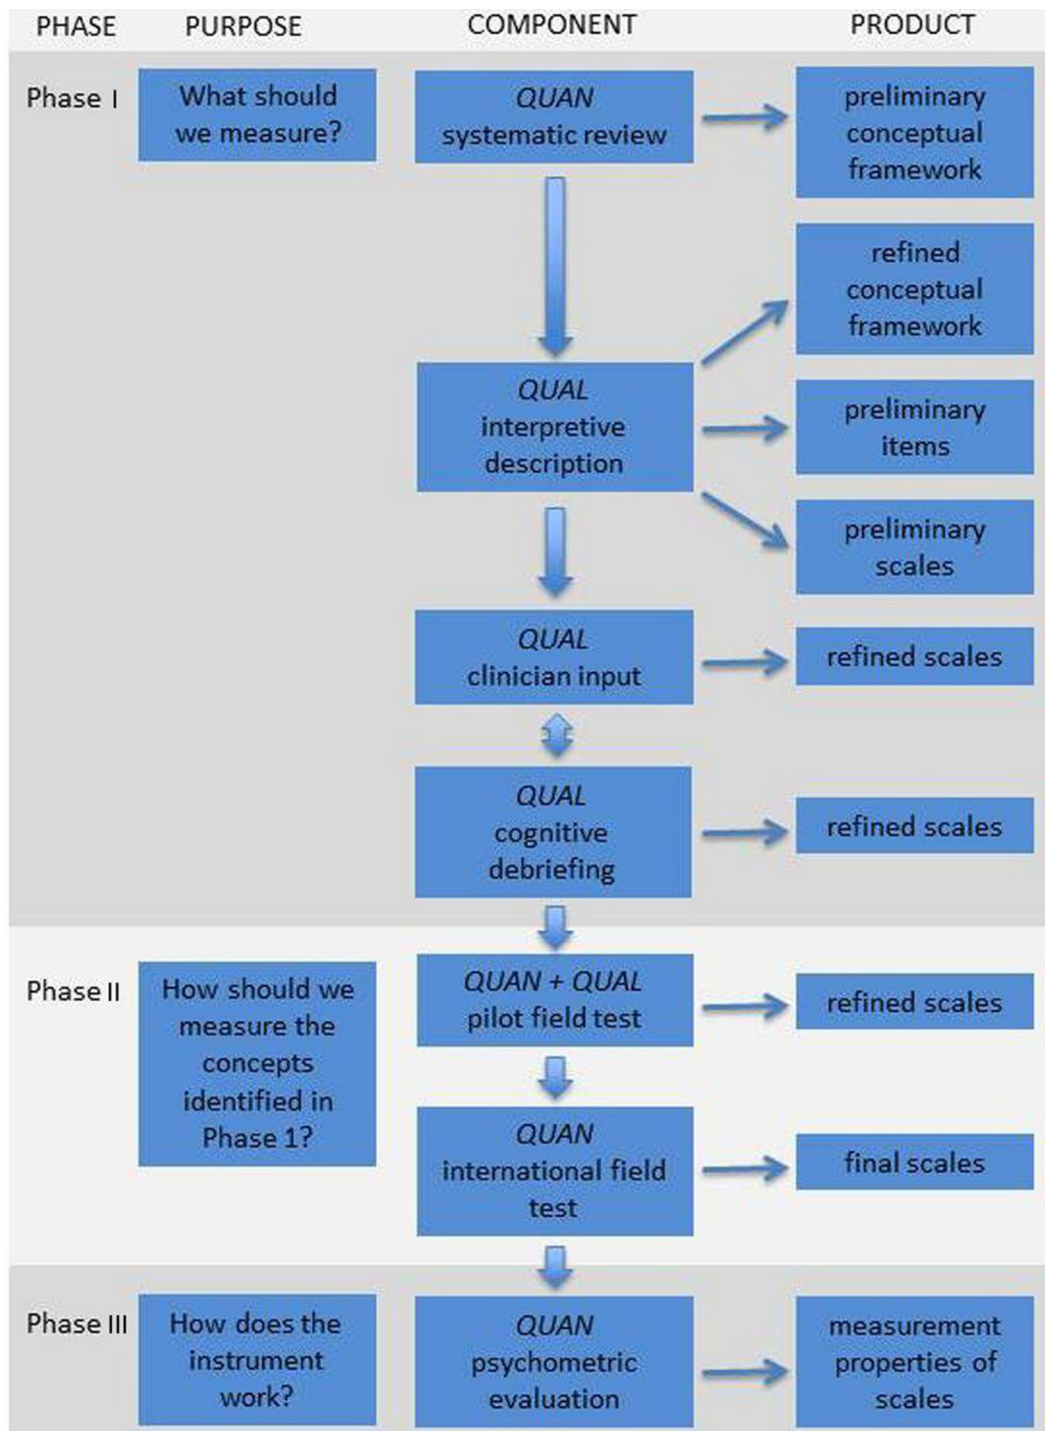 PHASE PURPOSE COMPONENT PRODUCT
Phase I
What should
we measure?
QUAN
systematic review
preliminary
conceptual
framework
refined
conceptual
framework
QUAL
interpretive
description
preliminary
items
preliminary
scales
QUAL
clinician input
refined scales
QUAL
cognitive
debriefing
refined scales
Phase II
How should we
measure the
concepts
identified in
Phase 1?
QUAN + QUAL
pilot field test
refined scales
QUAN
international field
test
final scales
Phase III
How does the
instrument
work?
QUAN
psychometric
evaluation
measurement
properties of
scales